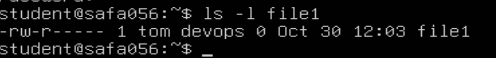 student@safa056:~$ ls -l file1
-rw-r----- 1 tom devops 0 Oct 30 12:03 file1
student@safa056:~$ _